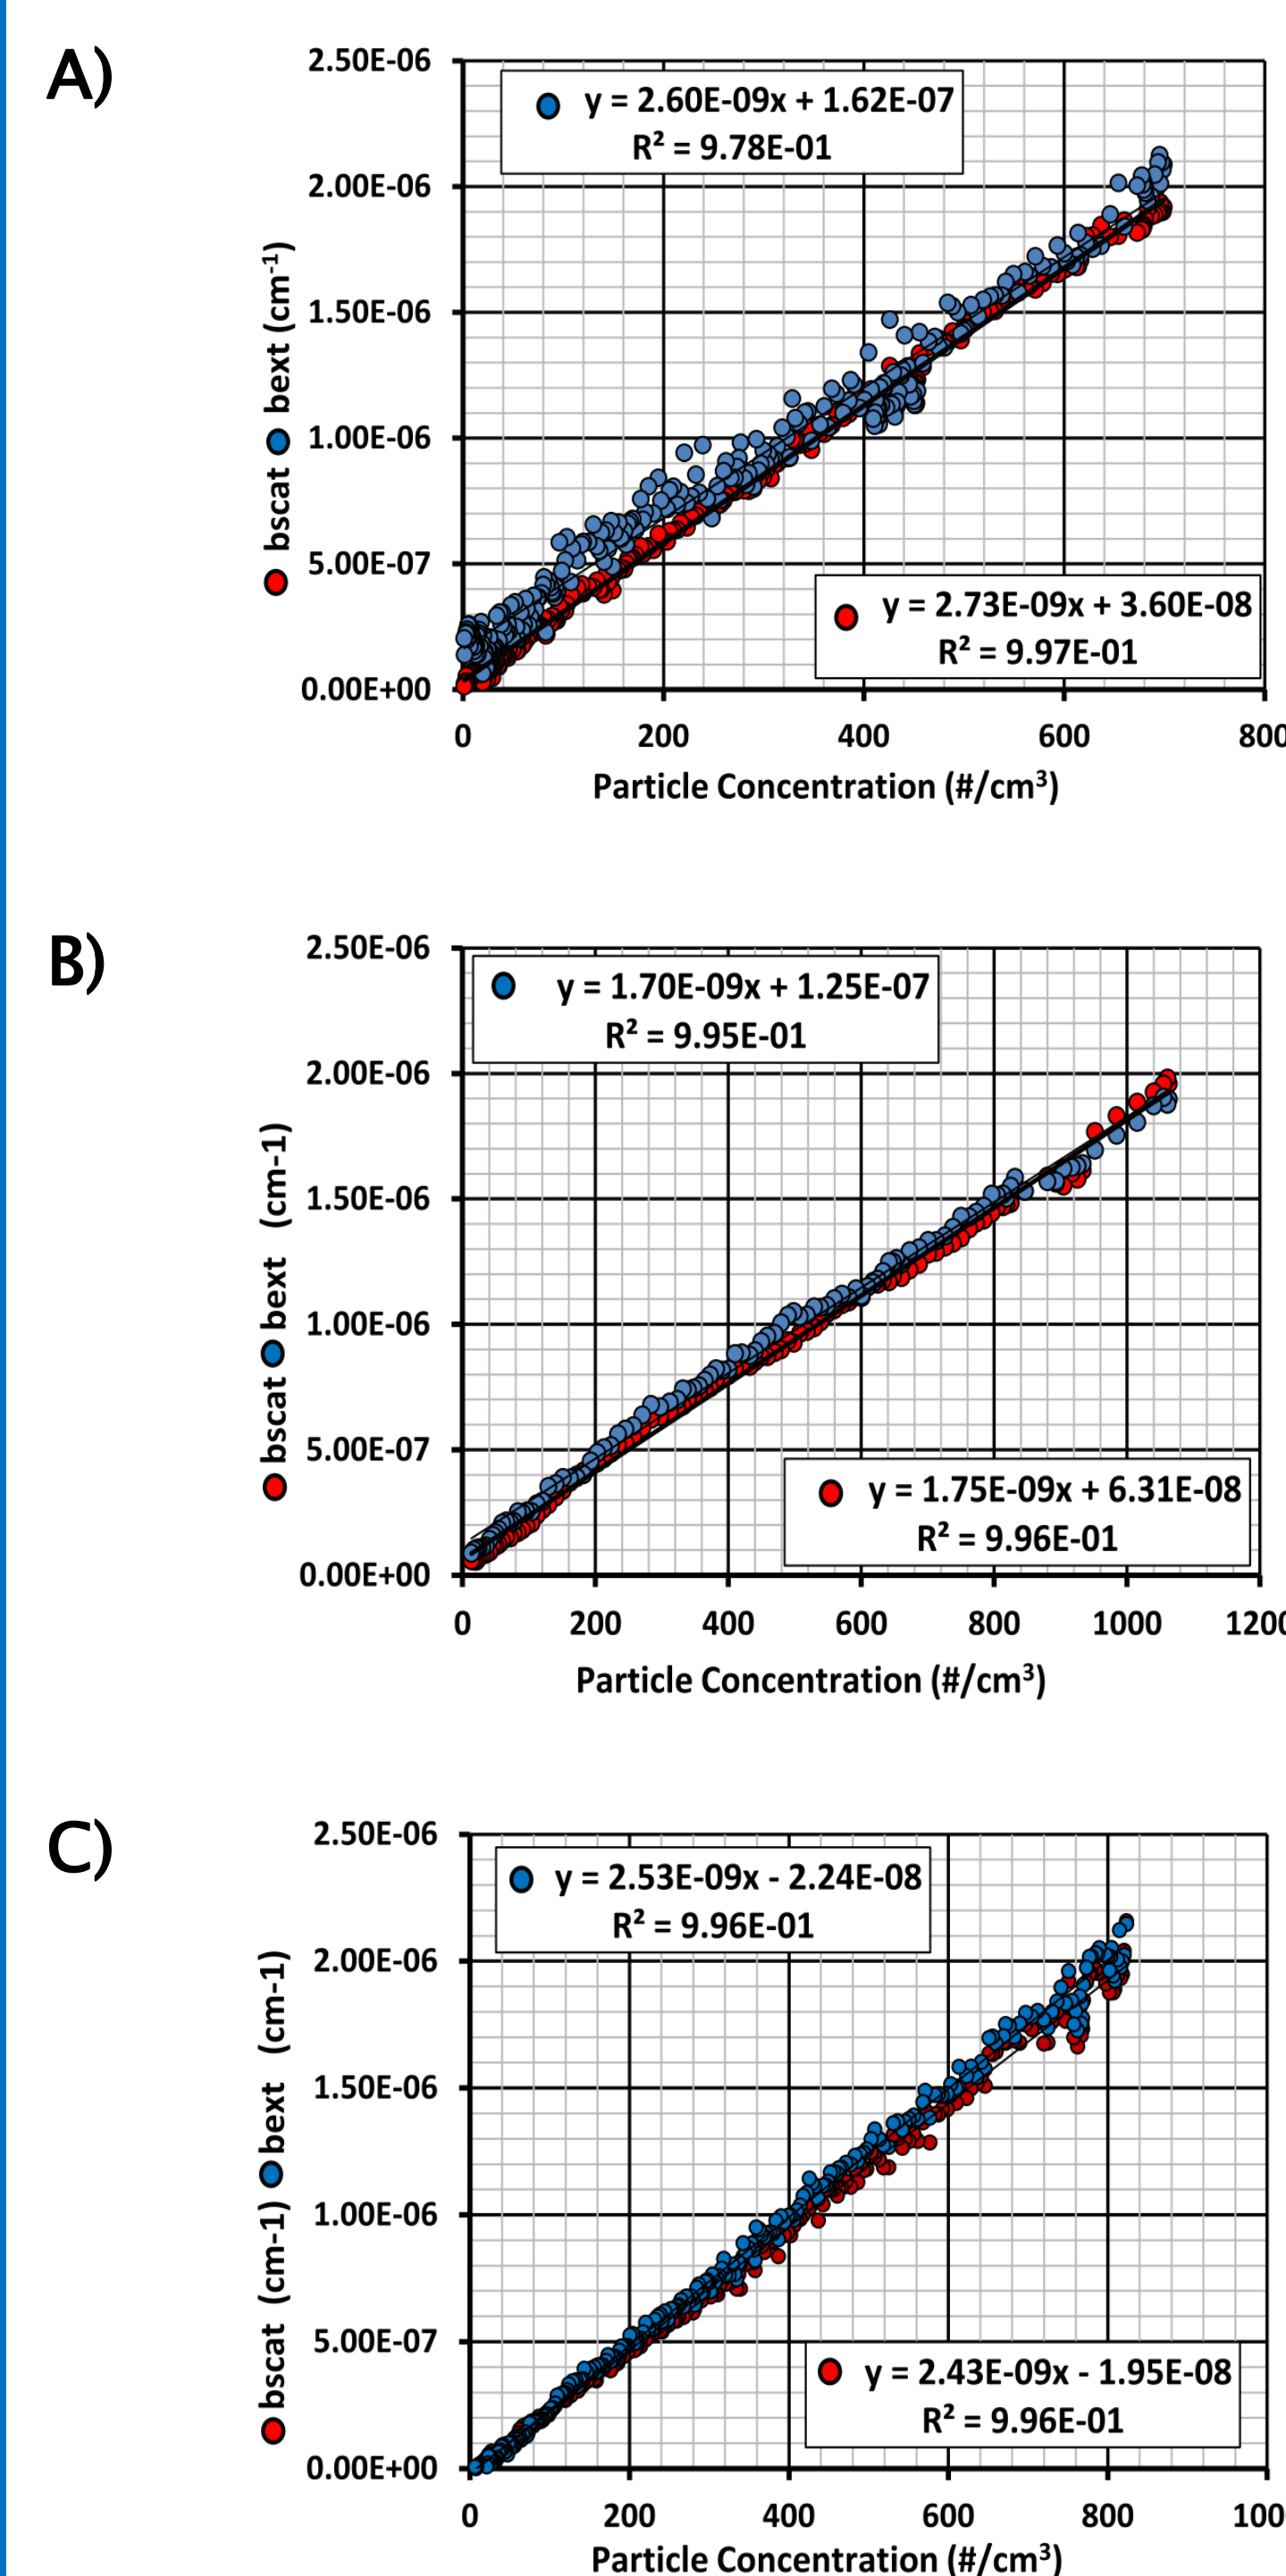 A)
2.50E-06
2.00E-06
1.50E-06
1.00E-06
5.00E-07
0.00E+00
bscat bext (cm-1)
y = 2.60E-09x + 1.62E-07
R² = 9.78E-01
y = 2.73E-09x + 3.60E-08
R² = 9.97E-01
0 200 400 600 800
Particle Concentration (#/cm³)
B)
2.50E-06
2.00E-06
1.50E-06
1.00E-06
5.00E-07
0.00E+00
bscat bext (cm-1)
y = 1.70E-09x + 1.25E-07
R² = 9.95E-01
y = 1.75E-09x + 6.31E-08
R² = 9.96E-01
0 200 400 600 800 1000 1200
Particle Concentration (#/cm³)
C)
2.50E-06
2.00E-06
1.50E-06
1.00E-06
5.00E-07
0.00E+00
bscat (cm-1) bext (cm-1)
y = 2.53E-09x - 2.24E-08
R² = 9.96E-01
y = 2.43E-09x - 1.95E-08
R² = 9.96E-01
0 200 400 600 800 100
Particle Concentration (#/cm³)